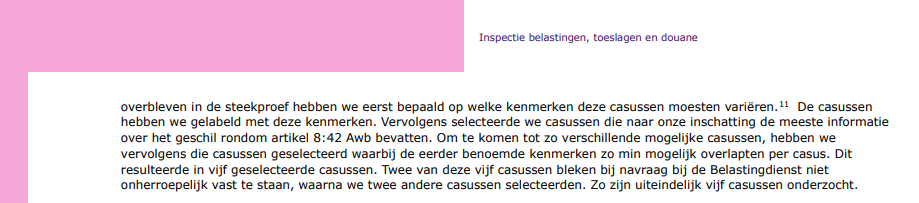 Inspectie belastingen, toeslagen en douane
overbleven in de steekproef hebben we eerst bepaald op welke kenmerken deze casussen moesten variëren.¹¹ De casussen
hebben we gelabeld met deze kenmerken. Vervolgens selecteerde we casussen die naar onze inschatting de meeste informatie
over het geschil rondom artikel 8:42 Awb bevatten. Om te komen tot zo verschillende mogelijke casussen, hebben we
vervolgens die casussen geselecteerd waarbij de eerder benoemde kenmerken zo min mogelijk overlapten per casus. Dit
resulteerde in vijf geselecteerde casussen. Twee van deze vijf casussen bleken bij navraag bij de Belastingdienst niet
onherroepelijk vast te staan, waarna we twee andere casussen selecteerden. Zo zijn uiteindelijk vijf casussen onderzocht.